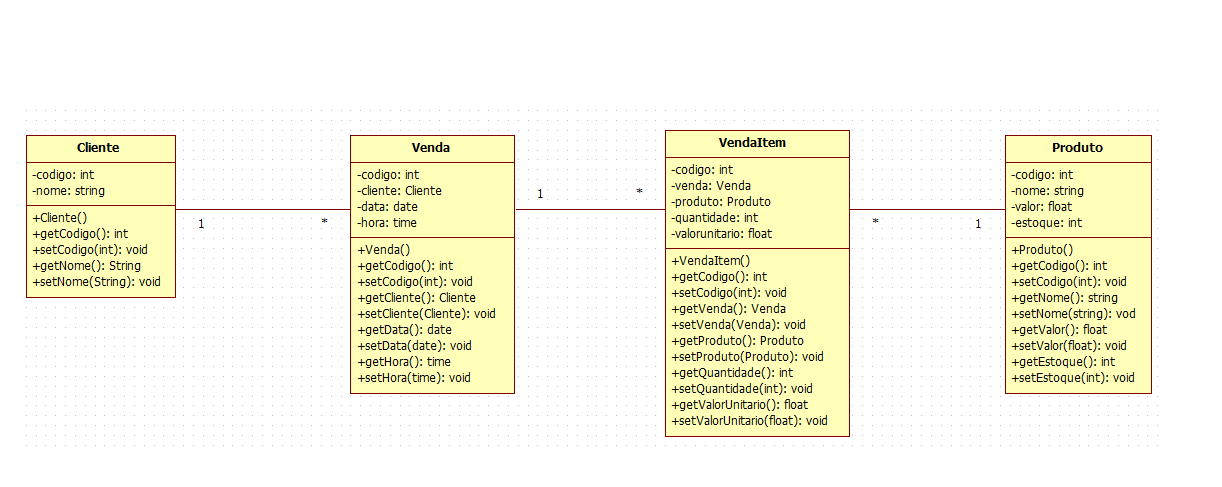 Cliente
-codigo: int
-nome: string
+Cliente()
+getCodigo(): int
+setCodigo(int): void
+getNome(): String
+setNome(String): void
1
*
Venda
-codigo: int
-cliente: Cliente
-data: date
-hora: time
+Venda()
+getCodigo(): int
+setCodigo(int): void
+getCliente(): Cliente
+setCliente(Cliente): void
+getData(): date
+setData(date): void
+getHora(): time
+setHora(time): void
1
*
VendaItem
-codigo: int
-venda: Venda
-produto: Produto
-quantidade: int
-valorunitario: float
+VendaItem()
+getCodigo(): int
+setCodigo(int): void
+getVenda(): Venda
+setVenda(Venda): void
+getProduto(): Produto
+setProduto(Produto): void
+getQuantidade(): int
+setQuantidade(int): void
+getValorUnitario(): float
+setValorUnitario(float): void
*
1
Produto
-codigo: int
-nome: string
-valor: float
-estoque: int
+Produto()
+getCodigo(): int
+setCodigo(int): void
+getNome(): string
+setNome(string): vod
+getValor(): float
+setValor(float): void
+getEstoque(): int
+setEstoque(int): void